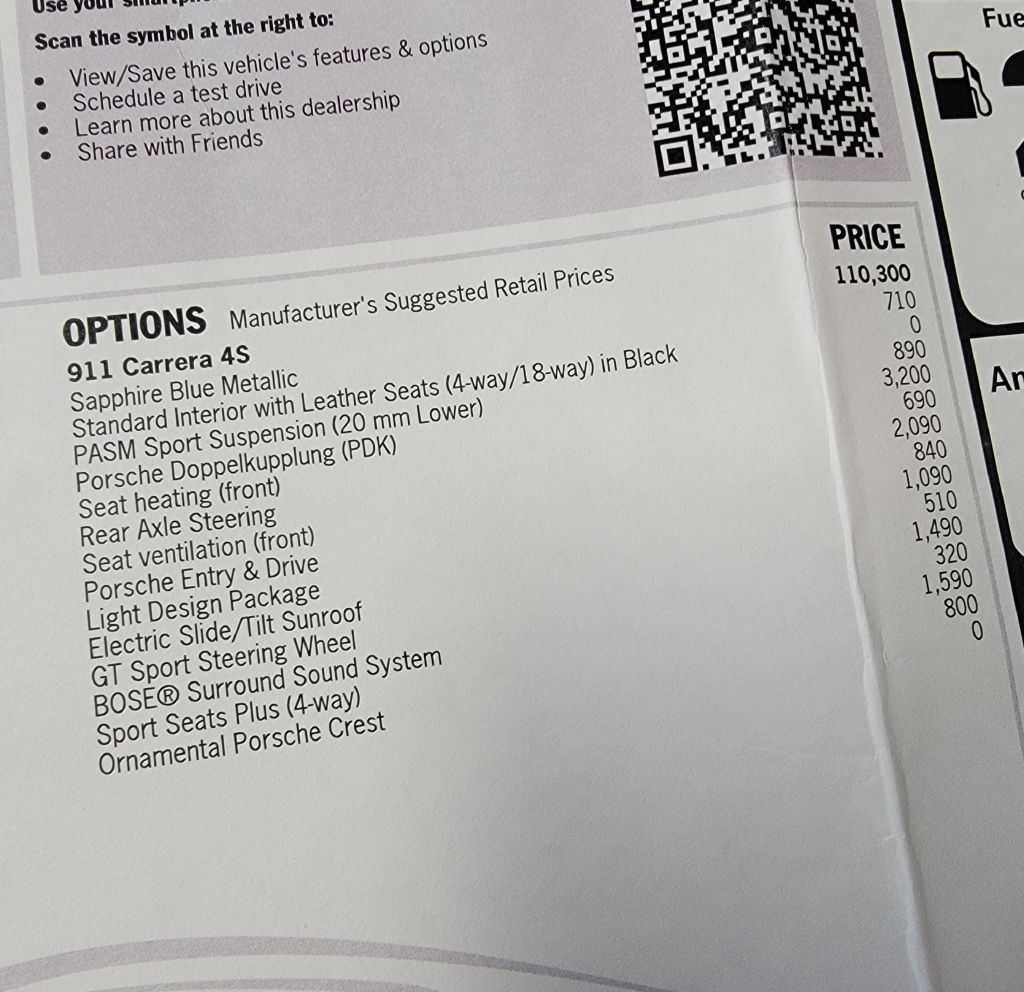 Scan the symbol at the right to:
• View/Save this vehicle's features & options
• Schedule a test drive
• Learn more about this dealership
• Share with Friends
OPTIONS Manufacturer's Suggested Retail Prices PRICE
911 Carrera 4S 110,300
Sapphire Blue Metallic 710
Standard Interior with Leather Seats (4-way/18-way) in Black 0
PASM Sport Suspension (20 mm Lower) 890
Porsche Doppelkupplung (PDK) 3,200
Seat heating (front) 690
Rear Axle Steering 2,090
Seat ventilation (front) 840
Porsche Entry & Drive 1,090
Light Design Package 510
Electric Slide/Tilt Sunroof 1,490
GT Sport Steering Wheel 320
BOSE® Surround Sound System 1,590
Sport Seats Plus (4-way) 800
Ornamental Porsche Crest 0